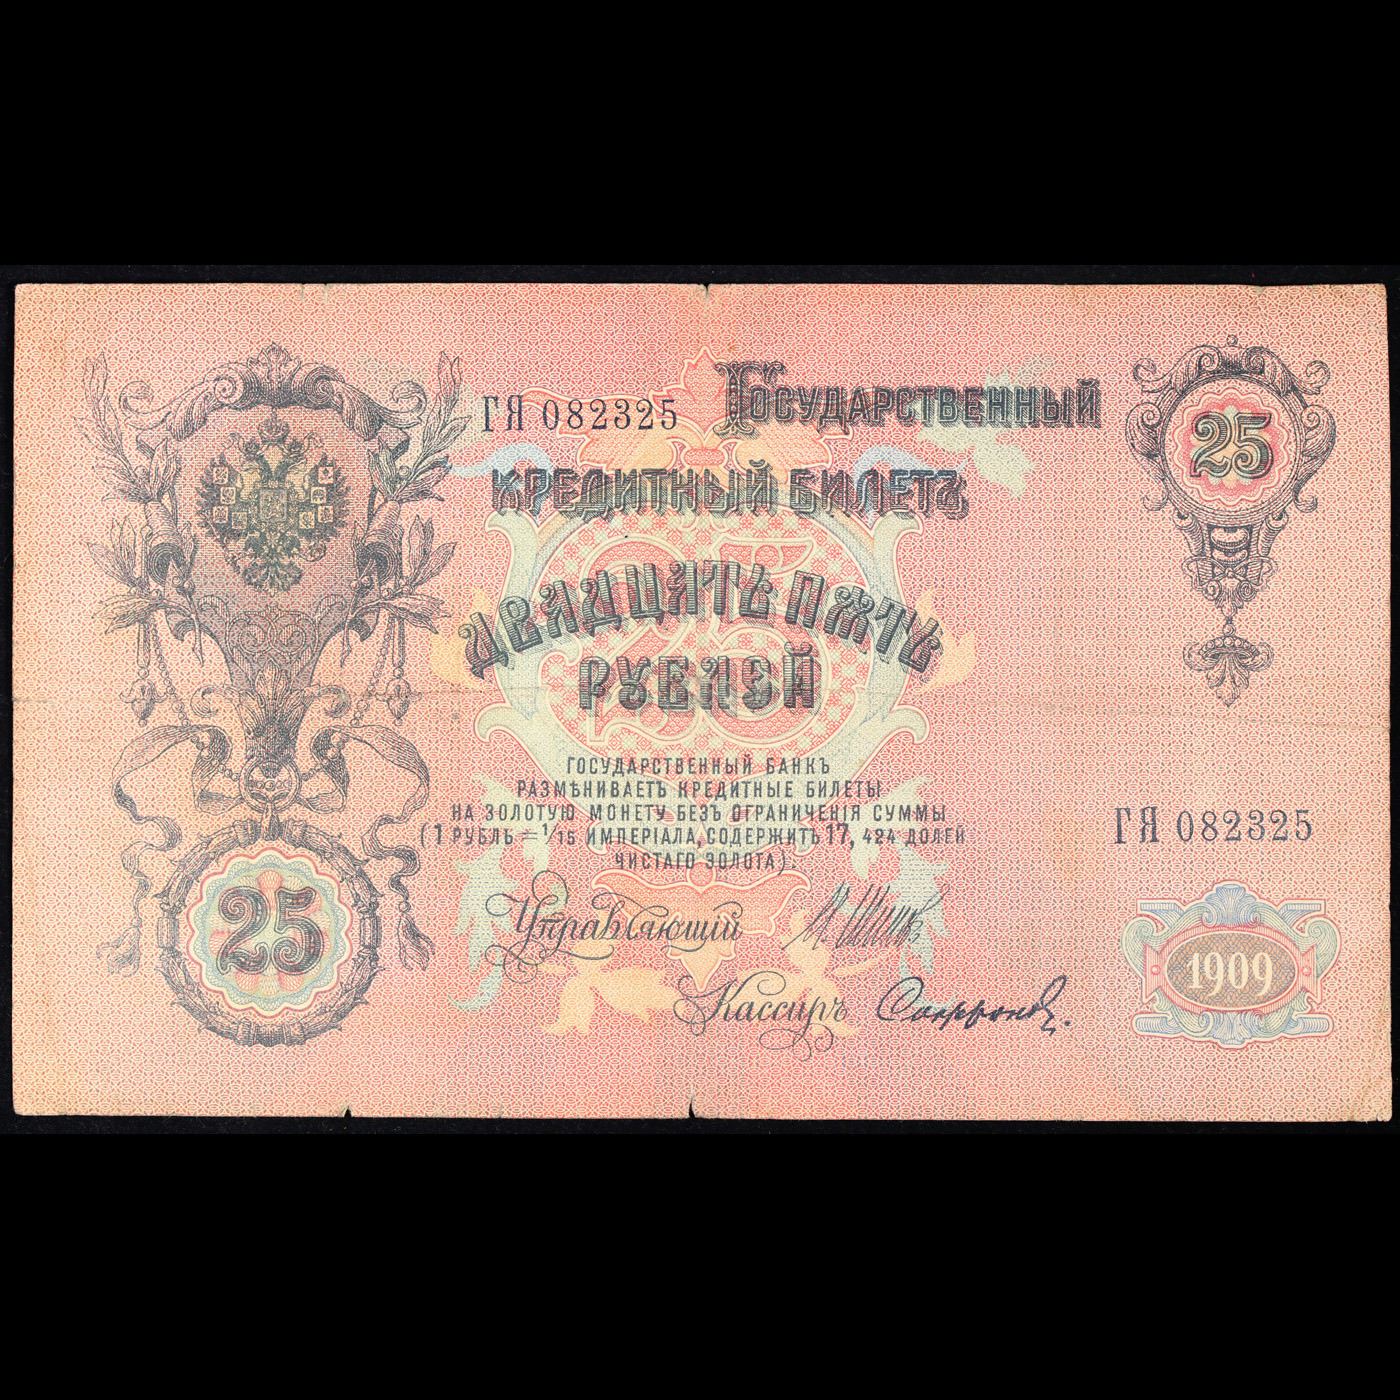 ГЯ 082325
Государственный
25
кредитный билетъ
25
двадцать пять
рублей
Государственный Банкъ
размѣниваетъ кредитные билеты
на золотую монету безъ ограниченія суммы
(1 рубль = 1/15 имперіала, содержитъ 17,424 долей
чистаго золота).
ГЯ 082325
Управляющій
Кассиръ
25
1909